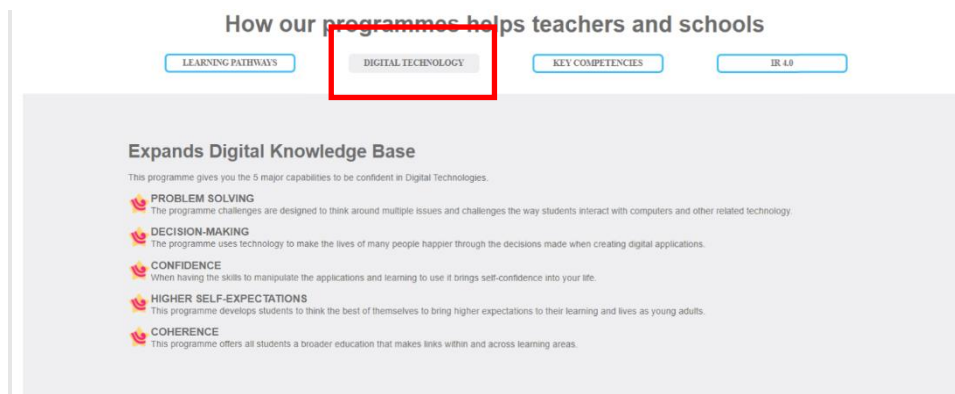 How our programmes helps teachers and schools
LEARNING PATHWAYS DIGITAL TECHNOLOGY KEY COMPETENCIES IR 4.0
Expands Digital Knowledge Base
This programme gives you the 5 major capabilities to be confident in Digital Technologies.
PROBLEM SOLVING
The programme challenges are designed to think around multiple issues and challenges the way students interact with computers and other related technology.
DECISION-MAKING
The programme uses technology to make the lives of many people happier through the decisions made when creating digital applications.
CONFIDENCE
When having the skills to manipulate the applications and learning to use it brings self-confidence into your life.
HIGHER SELF-EXPECTATIONS
This programme develops students to think the best of themselves to bring higher expectations to their learning and lives as young adults.
COHERENCE
This programme offers all students a broader education that makes links within and across learning areas.